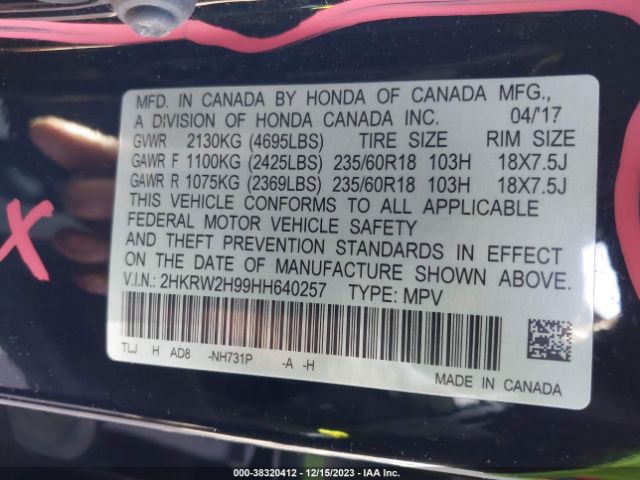 MFD. IN CANADA BY HONDA OF CANADA MFG.,
A DIVISION OF HONDA CANADA INC. 04/'17
GVWR 2130KG (4695LBS) TIRE SIZE RIM SIZE
GAWR F 1100KG (2425LBS) 235/60R18 103H 18X7.5J
GAWR R 1075KG (2369LBS) 235/60R18 103H 18X7.5J
THIS VEHICLE CONFORMS TO ALL APPLICABLE
FEDERAL MOTOR VEHICLE SAFETY
AND THEFT PREVENTION STANDARDS IN EFFECT
ON THE DATE OF MANUFACTURE SHOWN ABOVE.
V.I.N.: 2HKRW2H99HH640257 TYPE: MPV
TLJ H AD8 -NH731P -A -H
MADE IN CANADA
X
000-38320412 - 12/15/2023 - IAA Inc.